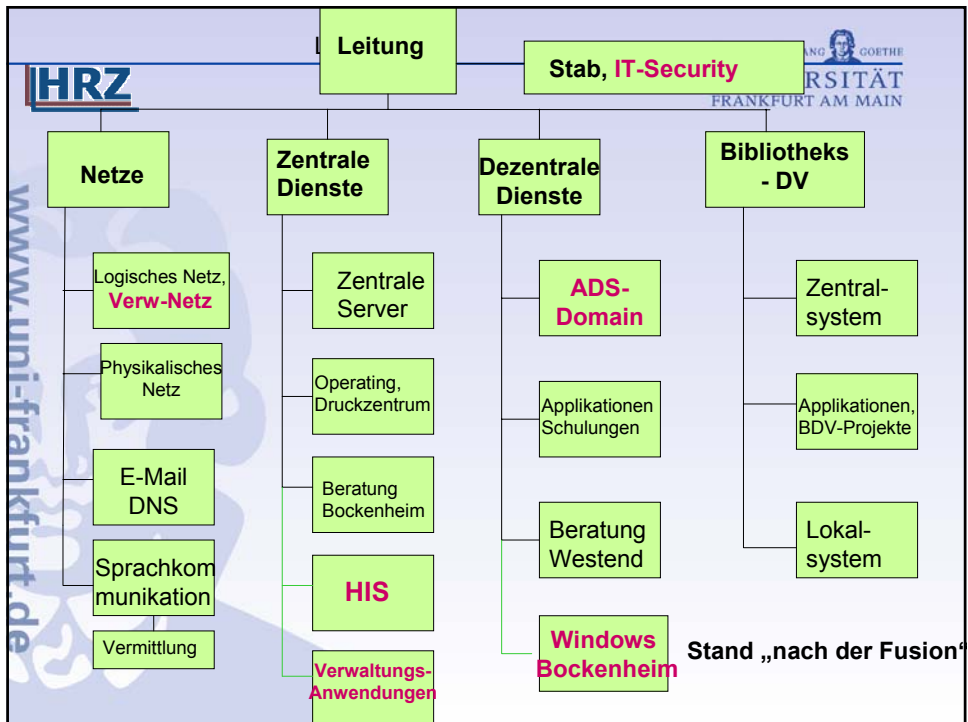 Leitung
Stab, IT-Security
HRZ
GOETHE
RSITÄT
FRANKFURT AM MAIN
Netze
Zentrale
Dienste
Dezentrale
Dienste
Bibliotheks
- DV
Logisches Netz,
Verw-Netz
Physikalisches
Netz
E-Mail
DNS
Sprachkom
munikation
Vermittlung
Zentrale
Server
Operating,
Druckzentrum
Beratung
Bockenheim
HIS
Verwaltungs-
Anwendungen
ADS-
Domain
Applikationen
Schulungen
Beratung
Westend
Windows
Bockenheim
Zentral-
system
Applikationen,
BDV-Projekte
Lokal-
system
Stand „nach der Fusion“
www.uni-frankfurt.de